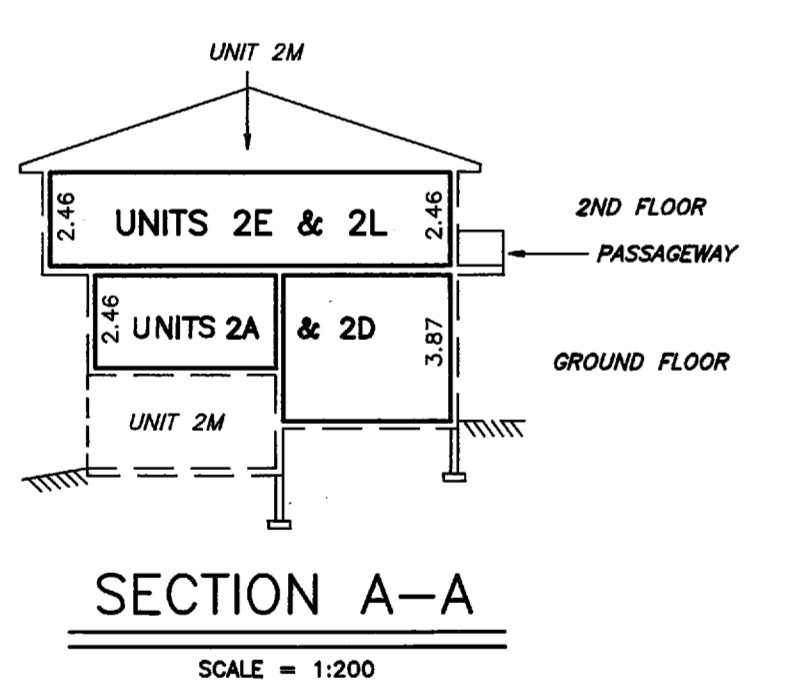 UNIT 2M
2.46
UNITS 2E & 2L
2.46
2ND FLOOR
PASSAGEWAY
2.46
UNITS 2A & 2D
3.87
GROUND FLOOR
UNIT 2M
SECTION A-A
SCALE = 1:200